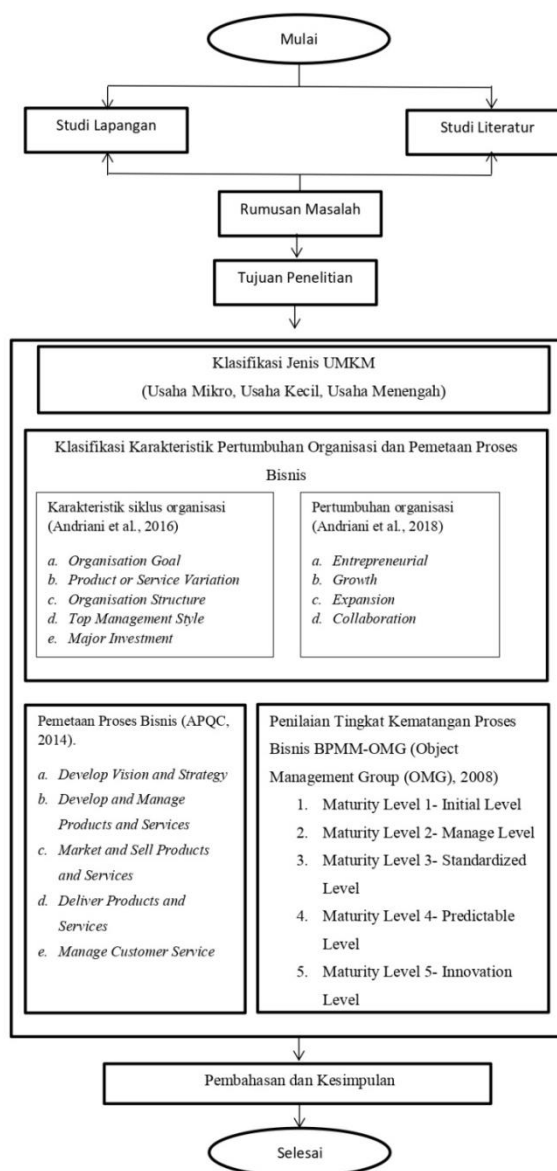 Mulai
Studi Lapangan
Studi Literatur
Rumusan Masalah
Tujuan Penelitian
Klasifikasi Jenis UMKM
(Usaha Mikro, Usaha Kecil, Usaha Menengah)
Klasifikasi Karakteristik Pertumbuhan Organisasi dan Pemetaan Proses
Bisnis
Karakteristik siklus organisasi
(Andriani et al., 2016)
a. Organisation Goal
b. Product or Service Variation
c. Organisation Structure
d. Top Management Style
e. Major Investment
Pertumbuhan organisasi
(Andriani et al., 2018)
a. Entrepreneurial
b. Growth
c. Expansion
d. Collaboration
Pemetaan Proses Bisnis (APQC,
2014).
a. Develop Vision and Strategy
b. Develop and Manage
Products and Services
c. Market and Sell Products
and Services
d. Deliver Products and
Services
e. Manage Customer Service
Penilaian Tingkat Kematangan Proses
Bisnis BPMM-OMG (Object
Management Group (OMG), 2008)
1. Maturity Level 1- Initial Level
2. Maturity Level 2- Manage Level
3. Maturity Level 3- Standardized
Level
4. Maturity Level 4- Predictable
Level
5. Maturity Level 5- Innovation
Level
Pembahasan dan Kesimpulan
Selesai